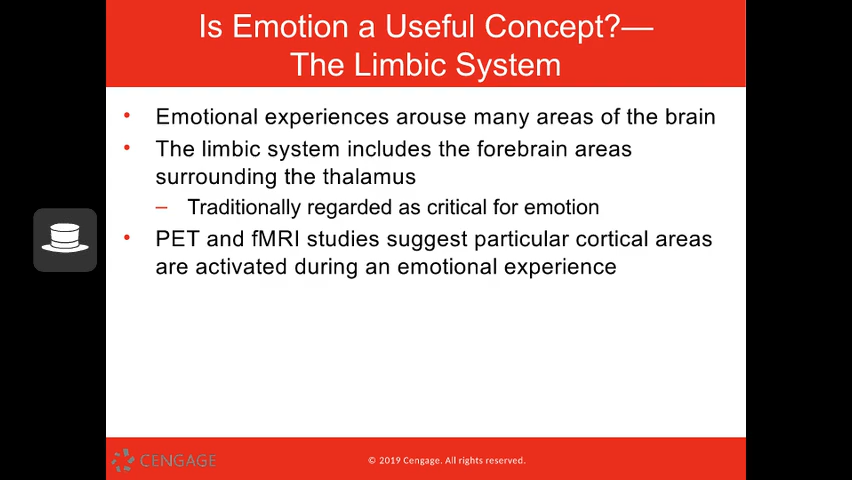 Is Emotion a Useful Concept?—
The Limbic System
• Emotional experiences arouse many areas of the brain
• The limbic system includes the forebrain areas
surrounding the thalamus
– Traditionally regarded as critical for emotion
• PET and fMRI studies suggest particular cortical areas
are activated during an emotional experience
CENGAGE
© 2019 Cengage. All rights reserved.